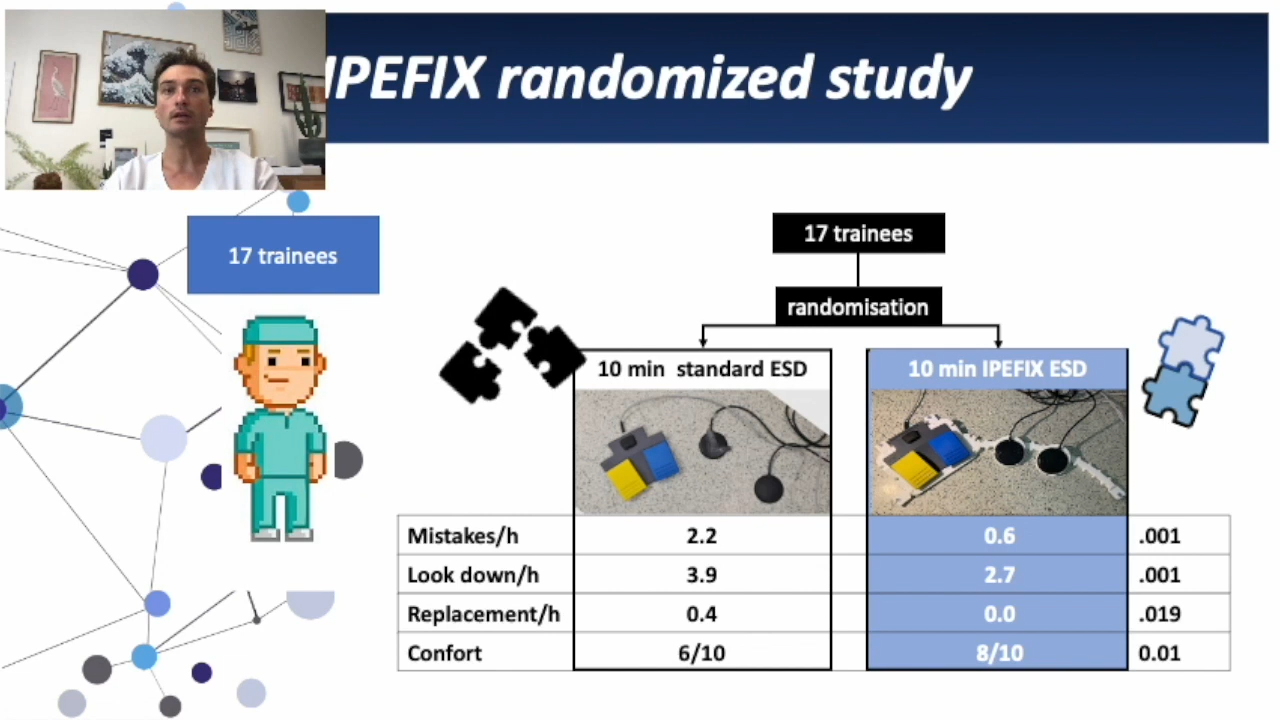 IPEFIX randomized study
17 trainees
17 trainees
randomisation
10 min standard ESD
10 min IPEFIX ESD
Mistakes/h 2.2 0.6 .001
Look down/h 3.9 2.7 .001
Replacement/h 0.4 0.0 .019
Confort 6/10 8/10 0.01